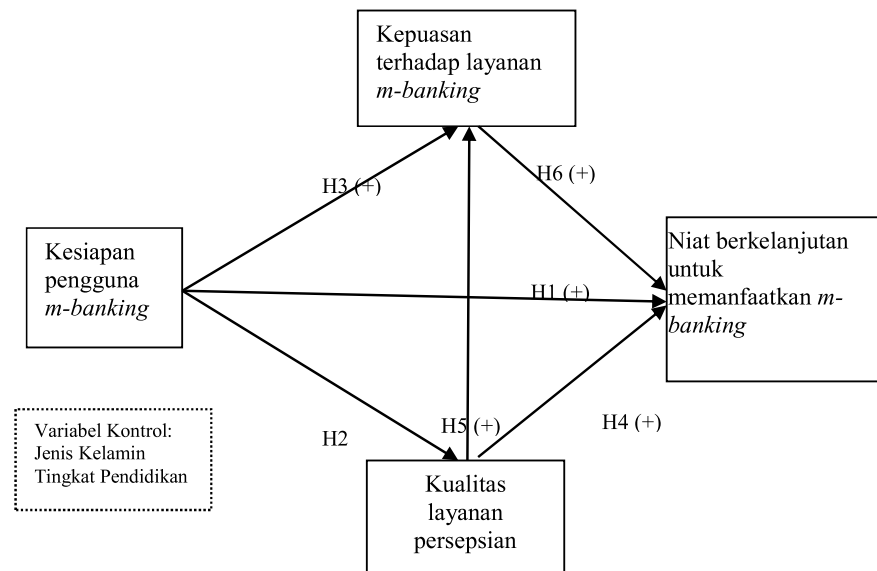 Kepuasan
terhadap layanan
m-banking
H3 (+)
H6 (+)
Kesiapan
pengguna
m-banking
Niat berkelanjutan
untuk
memanfaatkan m-
banking
H1 (+)
Variabel Kontrol:
Jenis Kelamin
Tingkat Pendidikan
H2
H5 (+)
H4 (+)
Kualitas
layanan
persepsian